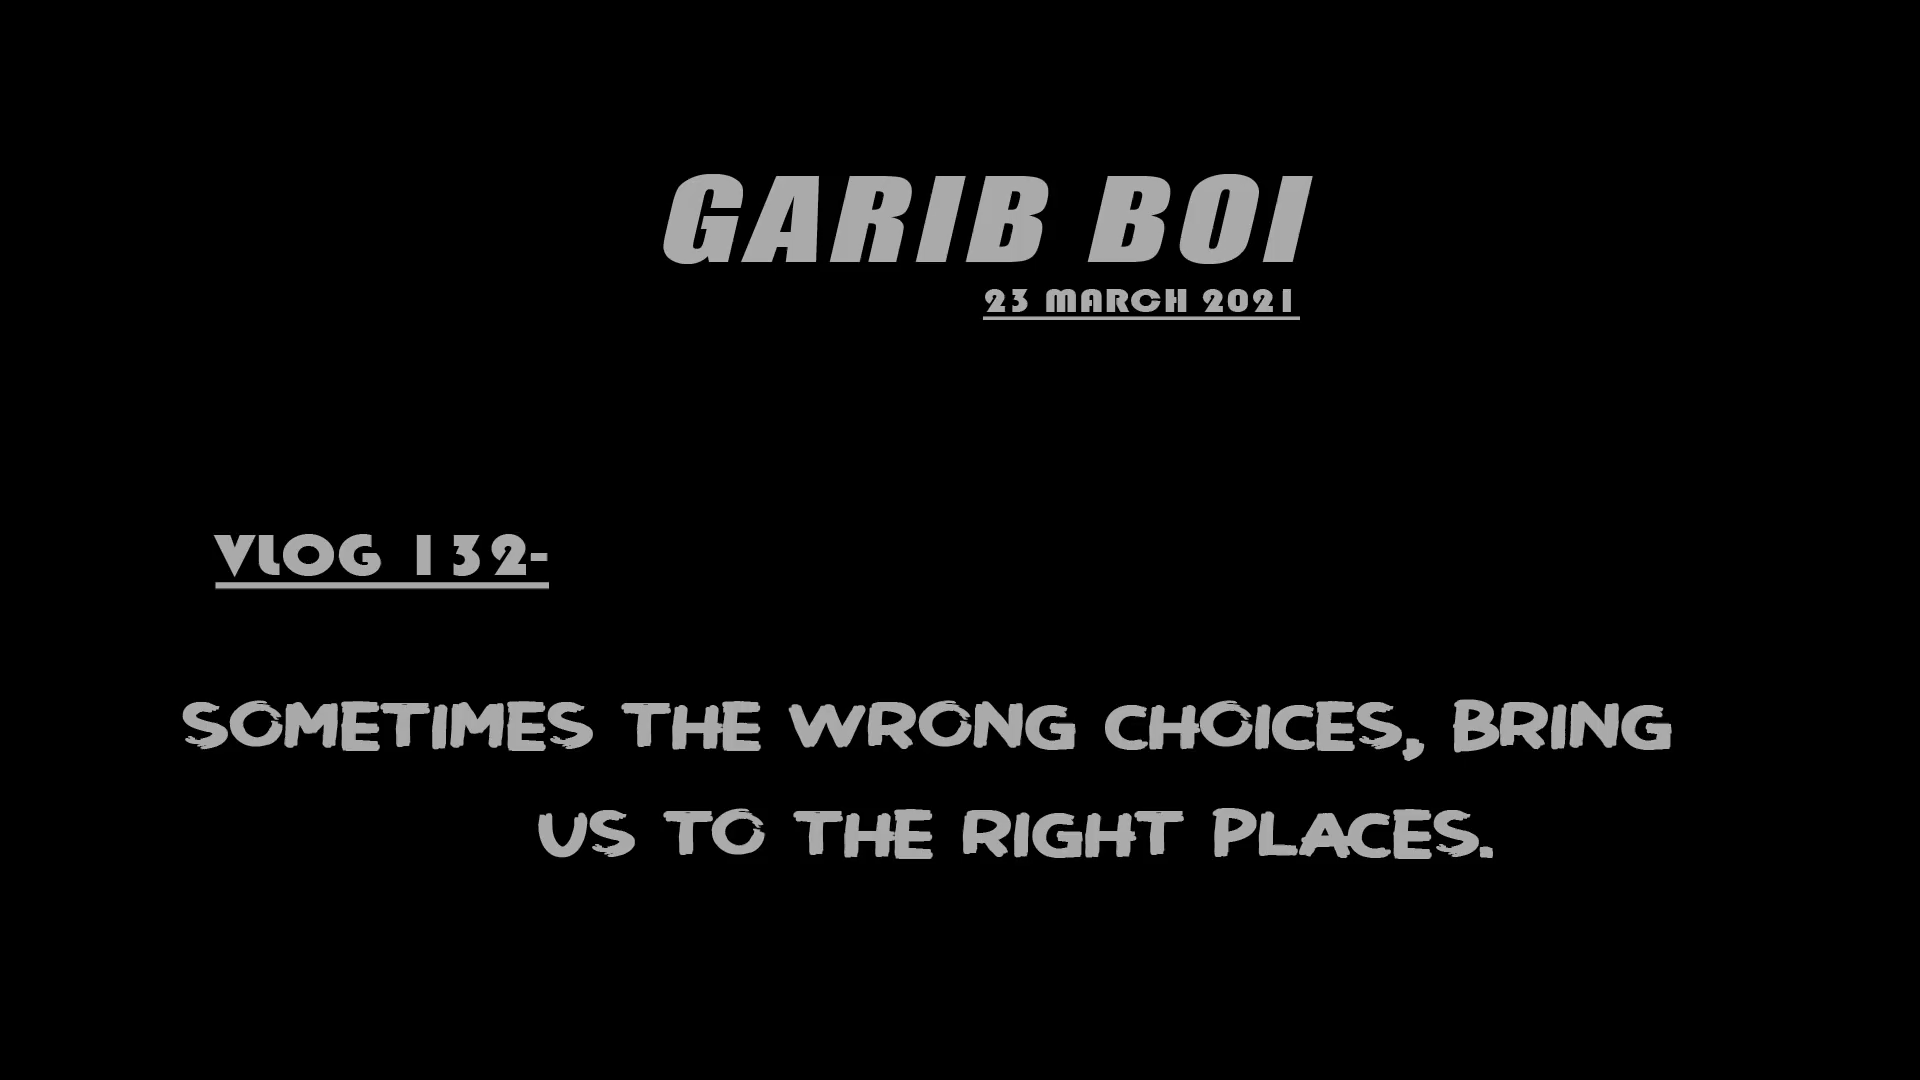 GARIB BOI
23 MARCH 2021
VLOG 132-
SOMETIMES THE WRONG CHOICES, BRING
US TO THE RIGHT PLACES.